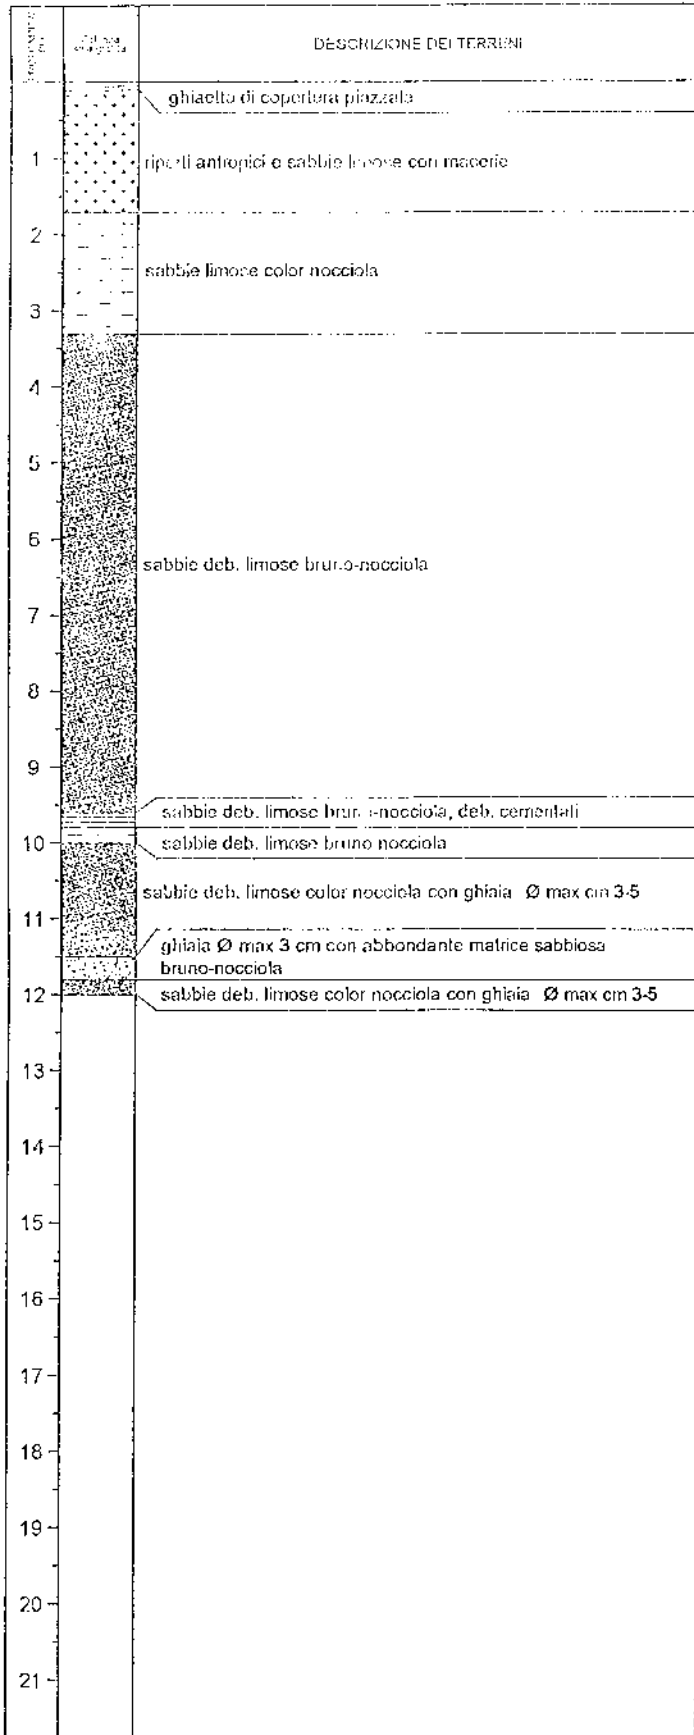 DESCRIZIONE DEI TERRENI
ghiaetto di copertura piazzale
1
riporti antropici e sabbie limose con macerie
2
sabbie limose color nocciola
3
4
5
6
sabbie deb. limose bruno-nocciola
7
8
9
sabbie deb. limose bruno-nocciola, deb. cementati
10
sabbie deb. limose bruno nocciola
sabbie deb. limose color nocciola con ghiaia Ø max cm 3-5
11
ghiaia Ø max 3 cm con abbondante matrice sabbiosa
bruno-nocciola
12
sabbie deb. limose color nocciola con ghiaia Ø max cm 3-5
13
14
15
16
17
18
19
20
21